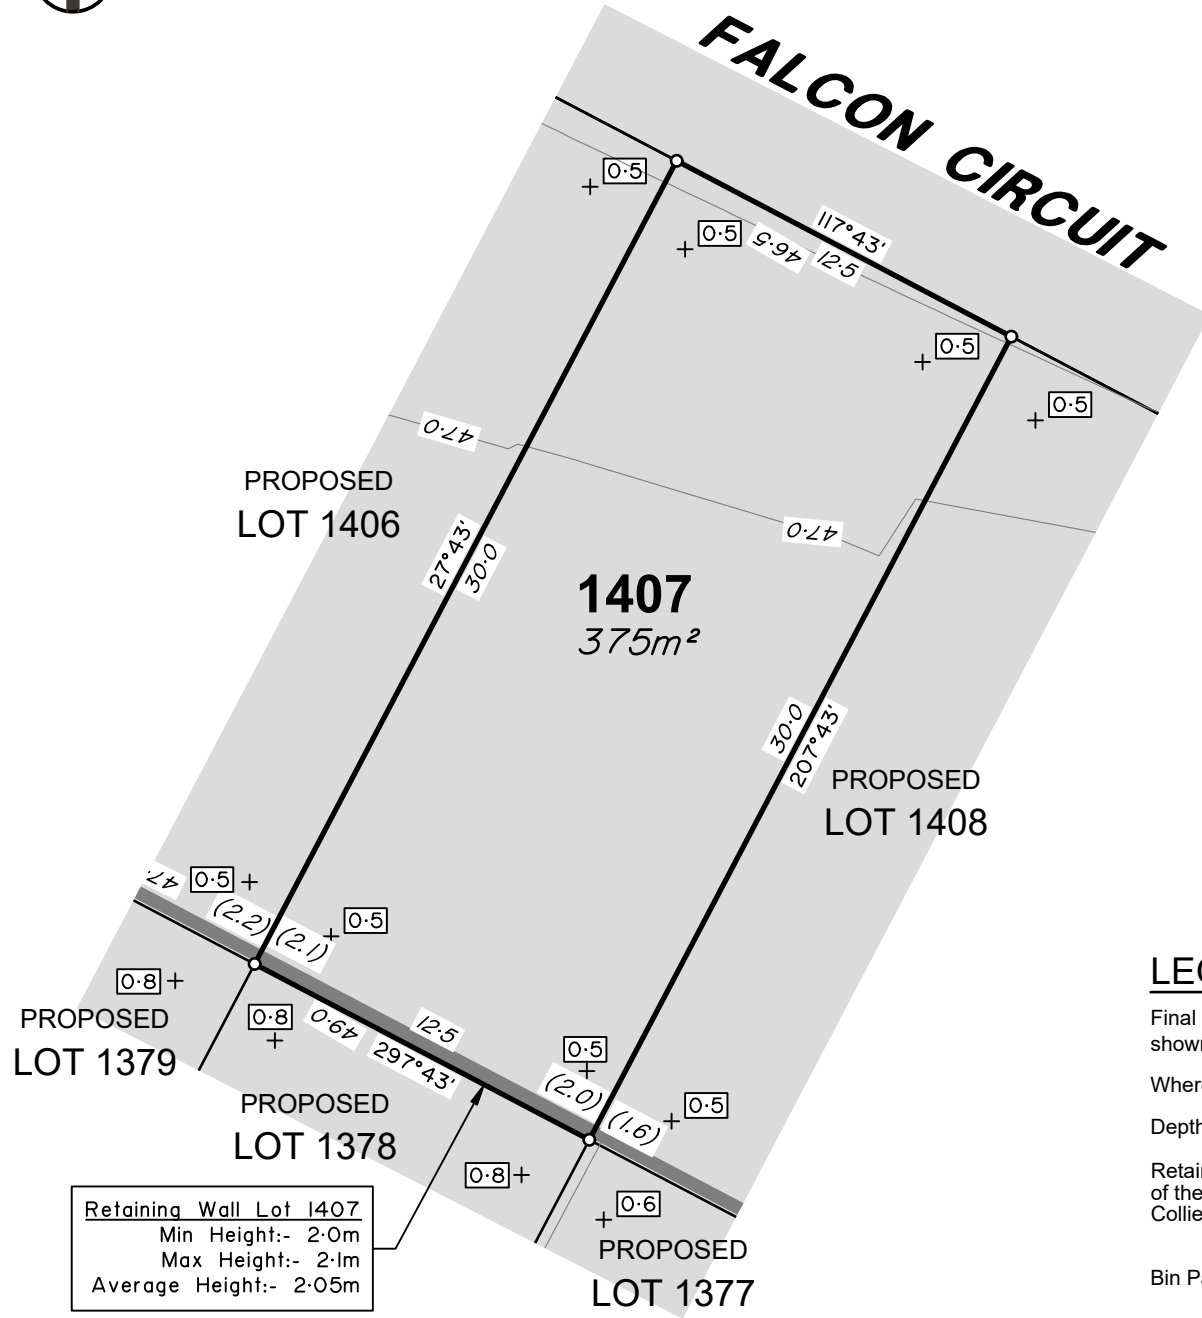 FALCON CIRCUIT
0·5
0·5
46·5
117°43'
12·5
0·5
0·5
47·0
47·0
PROPOSED
LOT 1406
27°43'
30·0
1407
375m²
30·0
207°43'
PROPOSED
LOT 1408
47·
0·5
(2.2)
(2.1)
0·5
0·8
PROPOSED
LOT 1379
0·8
49·0
12·5
297°43'
0·5
(2.0)
(1.6)
0·5
PROPOSED
LOT 1378
0·8
0·6
PROPOSED
LOT 1377
Retaining Wall Lot 1407
Min Height:- 2·0m
Max Height:- 2·1m
Average Height:- 2·05m
Final
of the